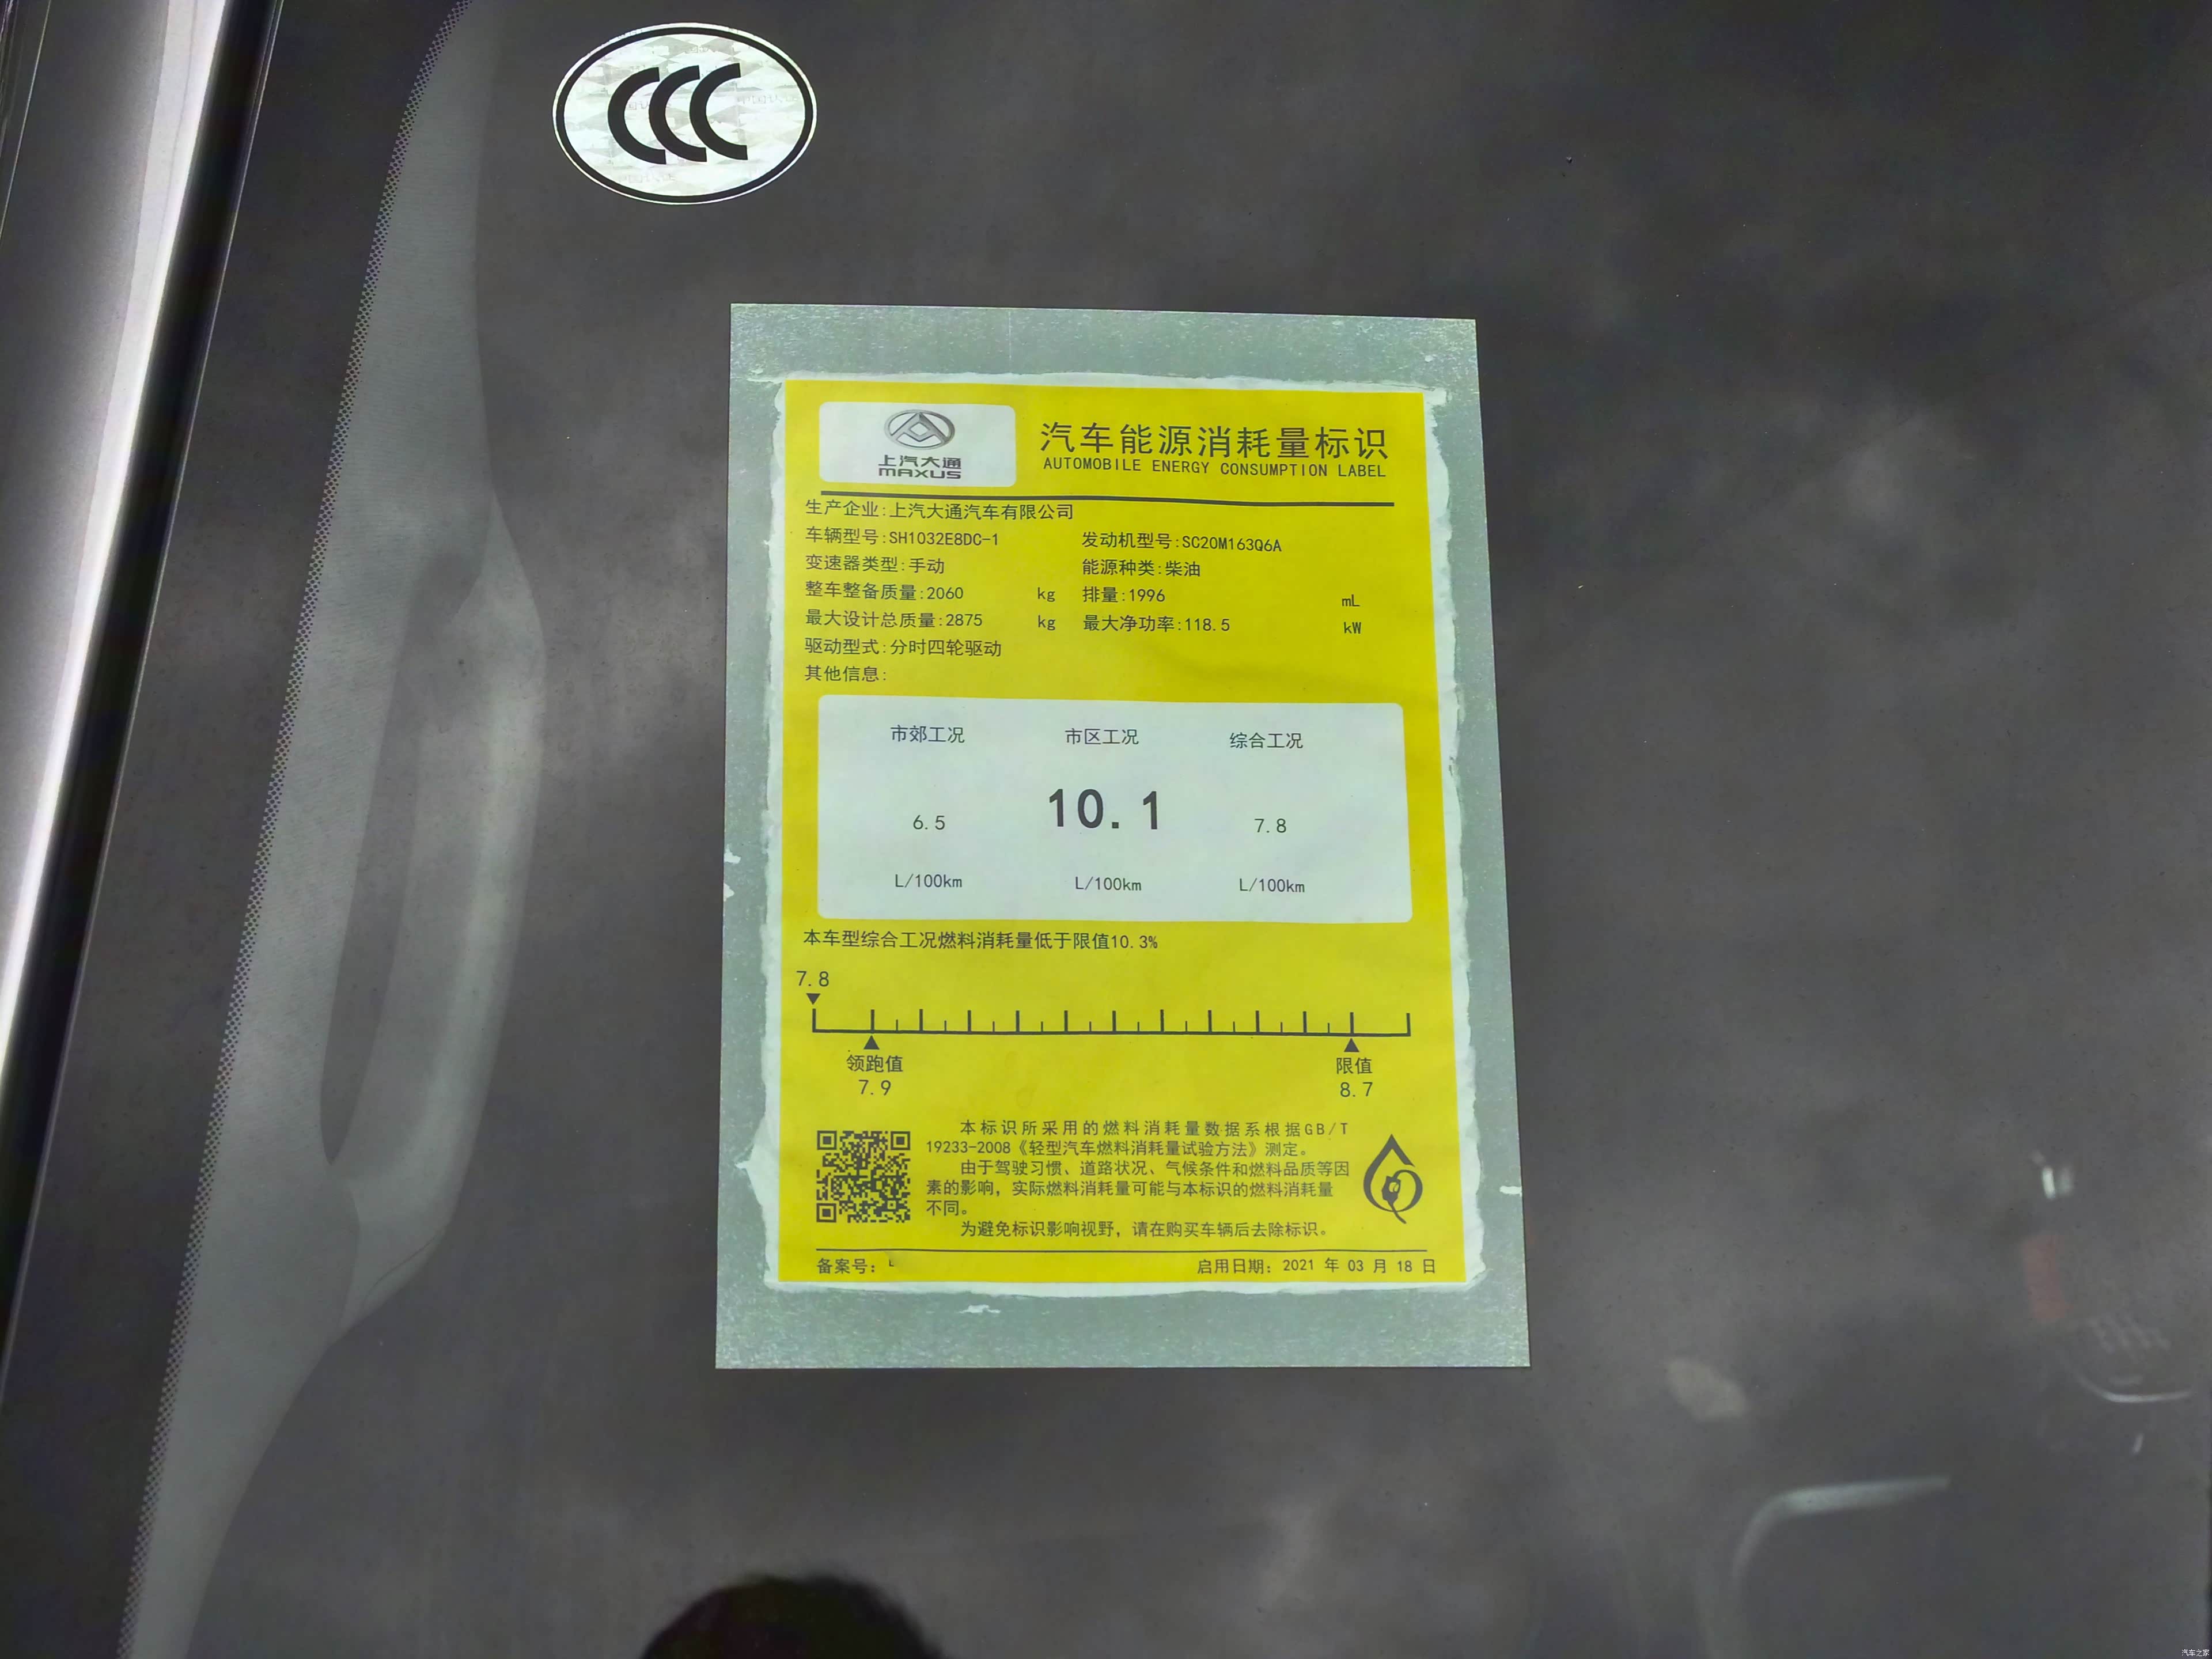 CCC
上汽大通
MAXUS
汽车能源消耗量标识
AUTOMOBILE ENERGY CONSUMPTION LABEL
生产企业:上汽大通汽车有限公司
车辆型号:SH1032E8DC-1 发动机型号:SC20M163Q6A
变速器类型:手动 能源种类:柴油
整车整备质量:2060 kg 排量:1996 mL
最大设计总质量:2875 kg 最大净功率:118.5 kW
驱动型式:分时四轮驱动
其他信息:
市郊工况 市区工况 综合工况
6.5 10.1 7.8
L/100km L/100km L/100km
本车型综合工况燃料消耗量低于限值10.3%
7.8
领跑值 限值
7.9 8.7
本标识所采用的燃料消耗量数据系根据GB/T
19233-2008《轻型汽车燃料消耗量试验方法》测定。
由于驾驶习惯、道路状况、气候条件和燃料品质等因
素的影响，实际燃料消耗量可能与本标识的燃料消耗量
不同。
为避免标识影响视野，请在购买车辆后去除标识。
备案号: 启用日期: 2021 年 03 月 18 日
汽车之家